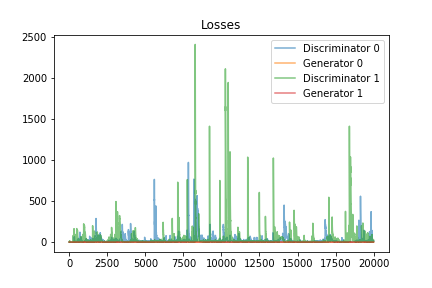 Losses
2500
2000
1500
1000
500
0
Discriminator 0
Generator 0
Discriminator 1
Generator 1
0 2500 5000 7500 10000 12500 15000 17500 20000